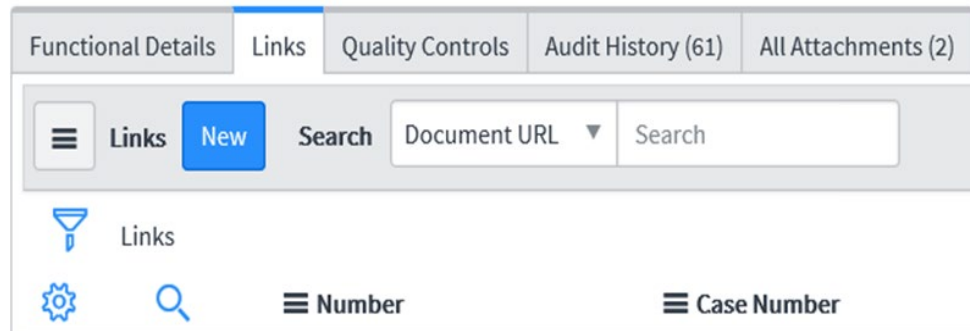 Functional Details Links Quality Controls Audit History (61) All Attachments (2)
Links New Search Document URL Search
Links
Number Case Number